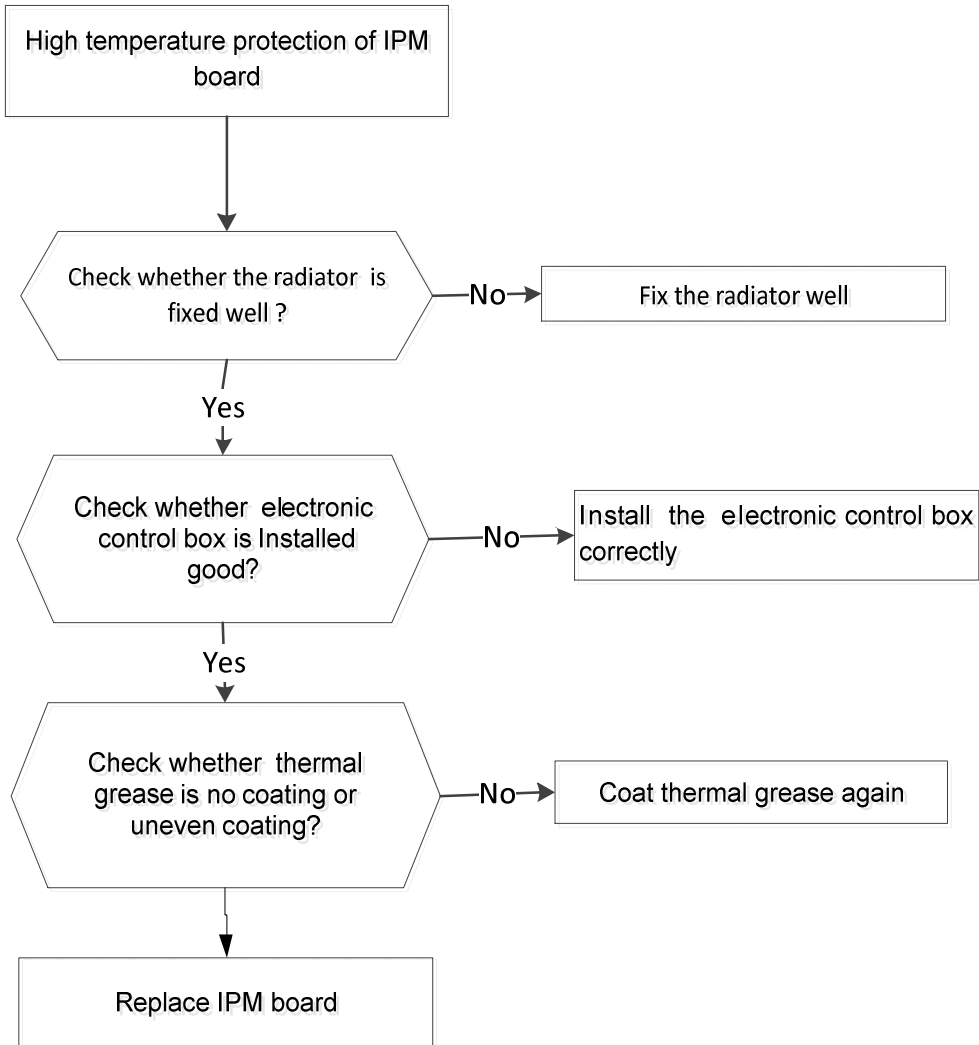 High temperature protection of IPM
board
Check whether the radiator is
fixed well ?
No
Fix the radiator well
Yes
Check whether electronic
control box is Installed
good?
No
Install the electronic control box
correctly
Yes
Check whether thermal
grease is no coating or
uneven coating?
No
Coat thermal grease again
Replace IPM board